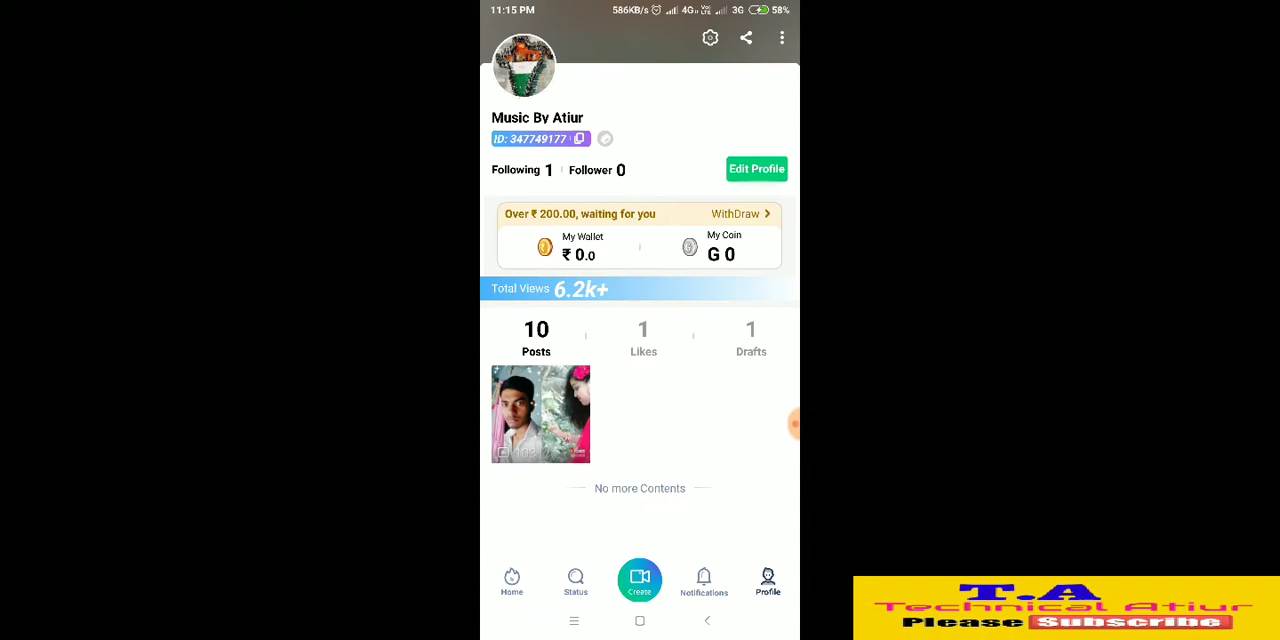 11:15 PM 586KB/s 4G VoLTE 3G 58%
Music By Atiur
ID: 347749177
Following 1 Follower 0 Edit Profile
Over ₹ 200.00, waiting for you WithDraw >
My Wallet My Coin
₹ 0.0 G 0
Total Views 6.2k+
10 1 1
Posts Likes Drafts
No more Contents
Create
Home Status Notifications Profile
T.A
Technical Atiur
Please Subscribe